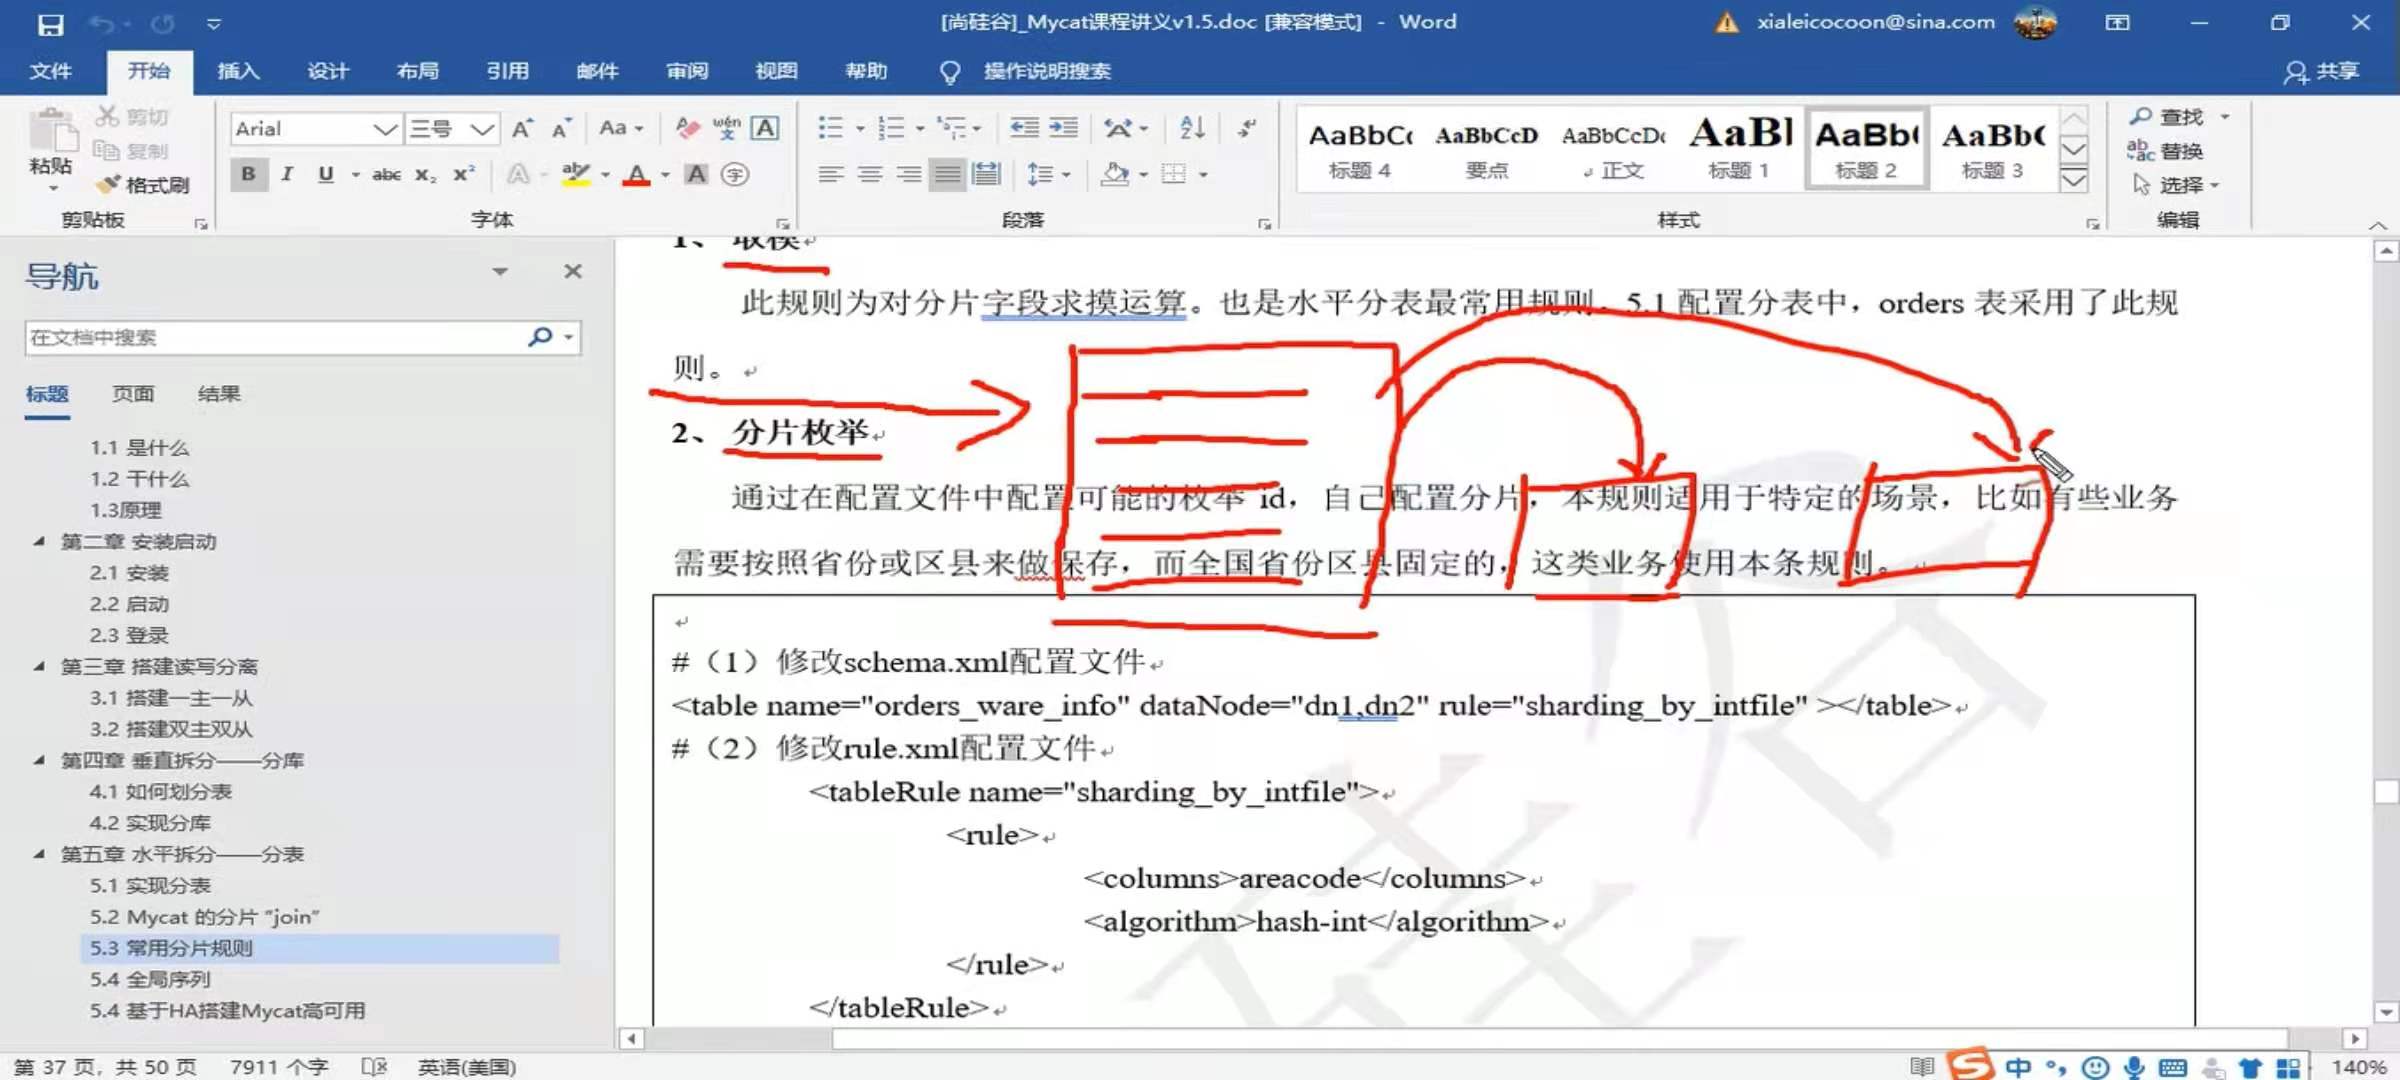 [尚硅谷]_Mycat课程讲义v1.5.doc [兼容模式] - Word
xialeicocoon@sina.com
文件 开始 插入 设计 布局 引用 邮件 审阅 视图 帮助 操作说明搜索 共享
粘贴
剪切
复制
格式刷
剪贴板
Arial 三号
字体
段落
AaBbC AaBbCcD AaBbCcD AaBl AaBb AaBb
标题 4 要点 正文 标题 1 标题 2 标题 3
样式
查找
替换
选择
编辑
导航
在文档中搜索
标题 页面 结果
1.1 是什么
1.2 干什么
1.3原理
第二章 安装启动
2.1 安装
2.2 启动
2.3 登录
第三章 搭建读写分离
3.1 搭建一主一从
3.2 搭建双主双从
第四章 垂直拆分——分库
4.1 如何划分表
4.2 实现分库
第五章 水平拆分——分表
5.1 实现分表
5.2 Mycat 的分片 "join"
5.3 常用分片规则
5.4 全局序列
5.4 基于HA搭建Mycat高可用
1、 取模
此规则为对分片字段求摸运算。也是水平分表最常用规则。5.1 配置分表中，orders 表采用了此规
则。
2、 分片枚举
通过在配置文件中配置可能的枚举 id，自己配置分片，本规则适用于特定的场景，比如有些业务
需要按照省份或区县来做保存，而全国省份区县固定的，这类业务使用本条规则。
#（1）修改schema.xml配置文件
<table name="orders_ware_info" dataNode="dn1,dn2" rule="sharding_by_intfile" ></table>
#（2）修改rule.xml配置文件
<tableRule name="sharding_by_intfile">
<rule>
<columns>areacode</columns>
<algorithm>hash-int</algorithm>
</rule>
</tableRule>
第 37 页，共 50 页 7911 个字 英语(美国) 中 140%